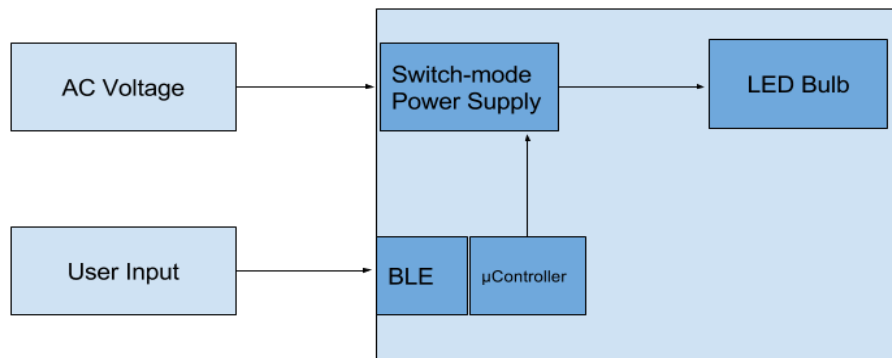 AC Voltage
Switch-mode
Power Supply
LED Bulb
User Input
BLE
µController